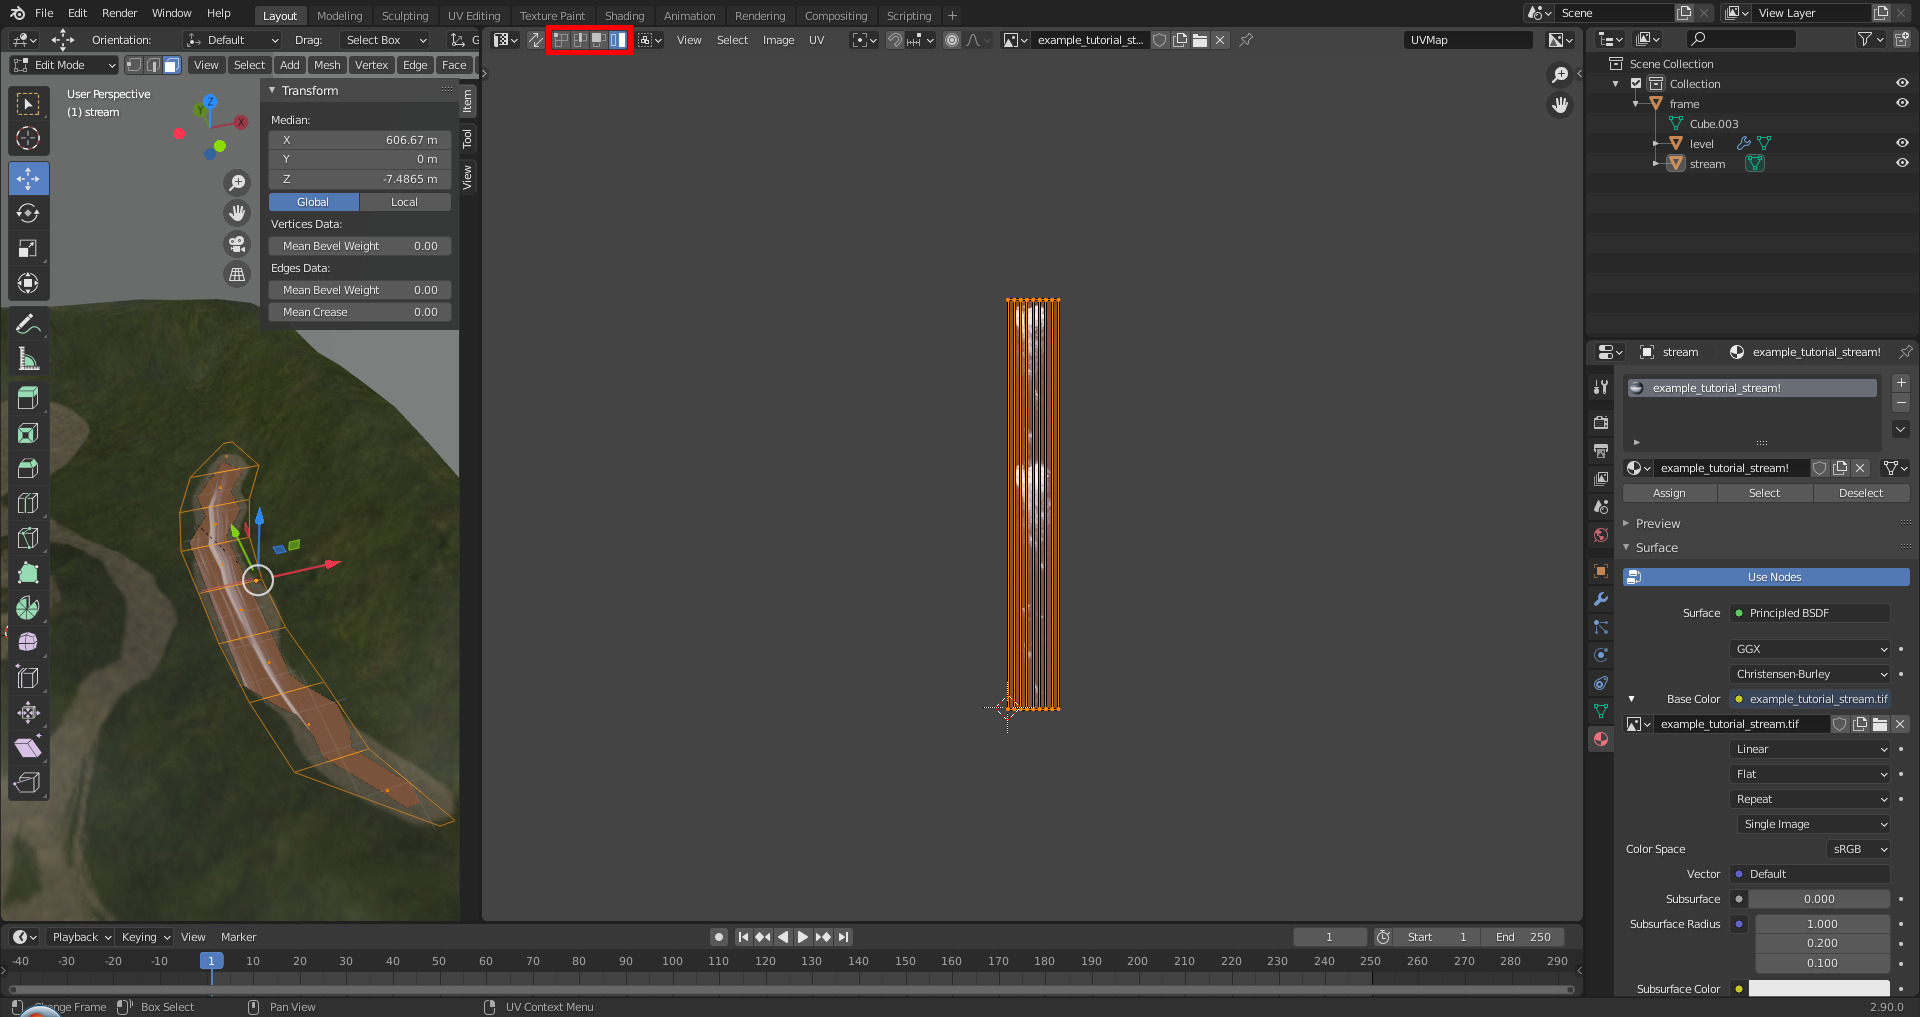 File Edit Render Window Help Layout Modeling Sculpting UV Editing Texture Paint Shading Animation Rendering Compositing Scripting + Scene View Layer
Orientation: Default Drag: Select Box G View Select Image UV example_tutorial_st... UVMap
Edit Mode View Select Add Mesh Vertex Edge Face
User Perspective
(1) stream
Z
Y
X
Transform
Median:
X 606.67 m
Y 0 m
Z -7.4865 m
Global Local
Vertices Data:
Mean Bevel Weight 0.00
Edges Data:
Mean Bevel Weight 0.00
Mean Crease 0.00
Item
Tool
View
Scene Collection
Collection
frame
Cube.003
level
stream
stream example_tutorial_stream!
example_tutorial_stream!
example_tutorial_stream!
Assign Select Deselect
Preview
Surface
Use Nodes
Surface Principled BSDF
GGX
Christensen-Burley
Base Color example_tutorial_stream.tif
example_tutorial_stream.tif
Linear
Flat
Repeat
Single Image
Color Space sRGB
Vector Default
Subsurface 0.000
Subsurface Radius 1.000
0.200
0.100
Subsurface Color
Playback Keying View Marker 1 Start 1 End 250
-40 -30 -20 -10 1 10 20 30 40 50 60 70 80 90 100 110 120 130 140 150 160 170 180 190 200 210 220 230 240 250 260 270 280 290
Change Frame Box Select Pan View UV Context Menu 2.90.0